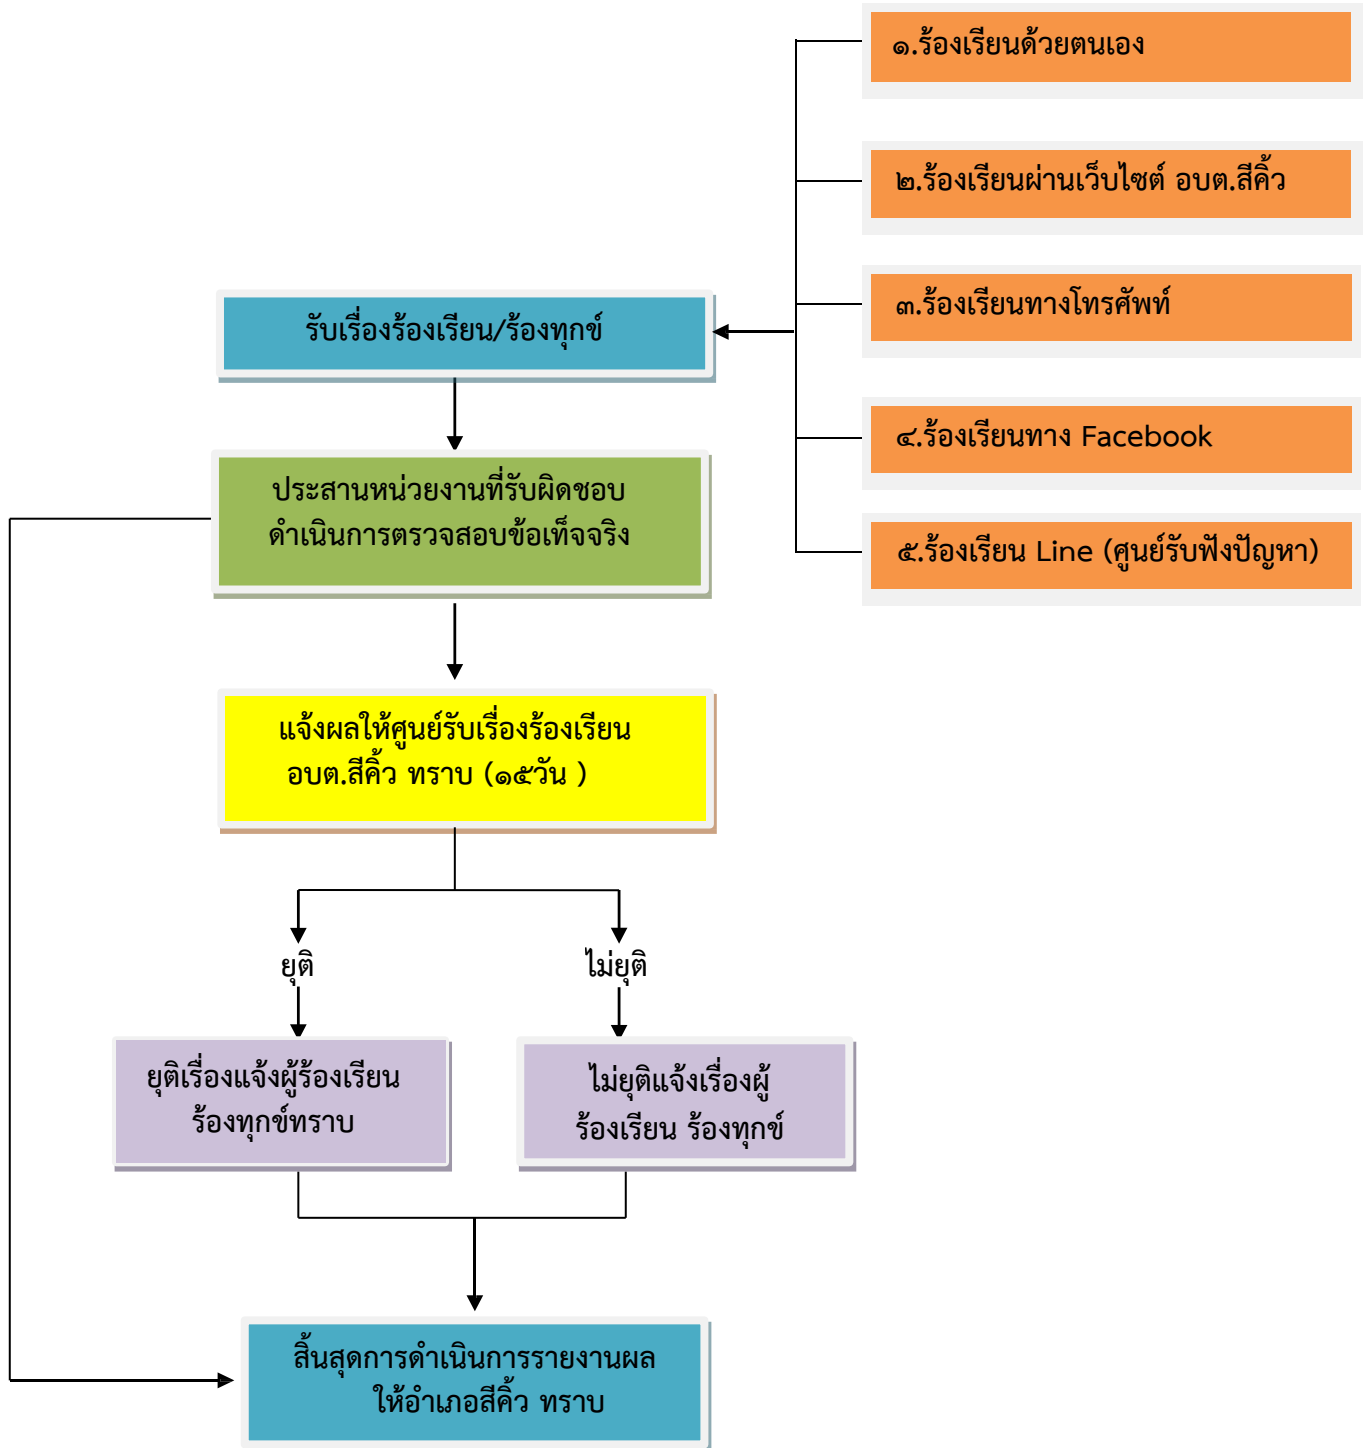 ๑.ร้องเรียนด้วยตนเอง
๒.ร้องเรียนผ่านเว็บไซต์ อบต.สีคิ้ว
๓.ร้องเรียนทางโทรศัพท์
๔.ร้องเรียนทาง Facebook
๕.ร้องเรียน Line (ศูนย์รับฟังปัญหา)
รับเรื่องร้องเรียน/ร้องทุกข์
ประสานหน่วยงานที่รับผิดชอบ
ดำเนินการตรวจสอบข้อเท็จจริง
แจ้งผลให้ศูนย์รับเรื่องร้องเรียน
อบต.สีคิ้ว ทราบ (๑๕วัน )
ยุติ
ไม่ยุติ
ยุติเรื่องแจ้งผู้ร้องเรียน
ร้องทุกข์ทราบ
ไม่ยุติแจ้งเรื่องผู้
ร้องเรียน ร้องทุกข์
สิ้นสุดการดำเนินการรายงานผล
ให้อำเภอสีคิ้ว ทราบ